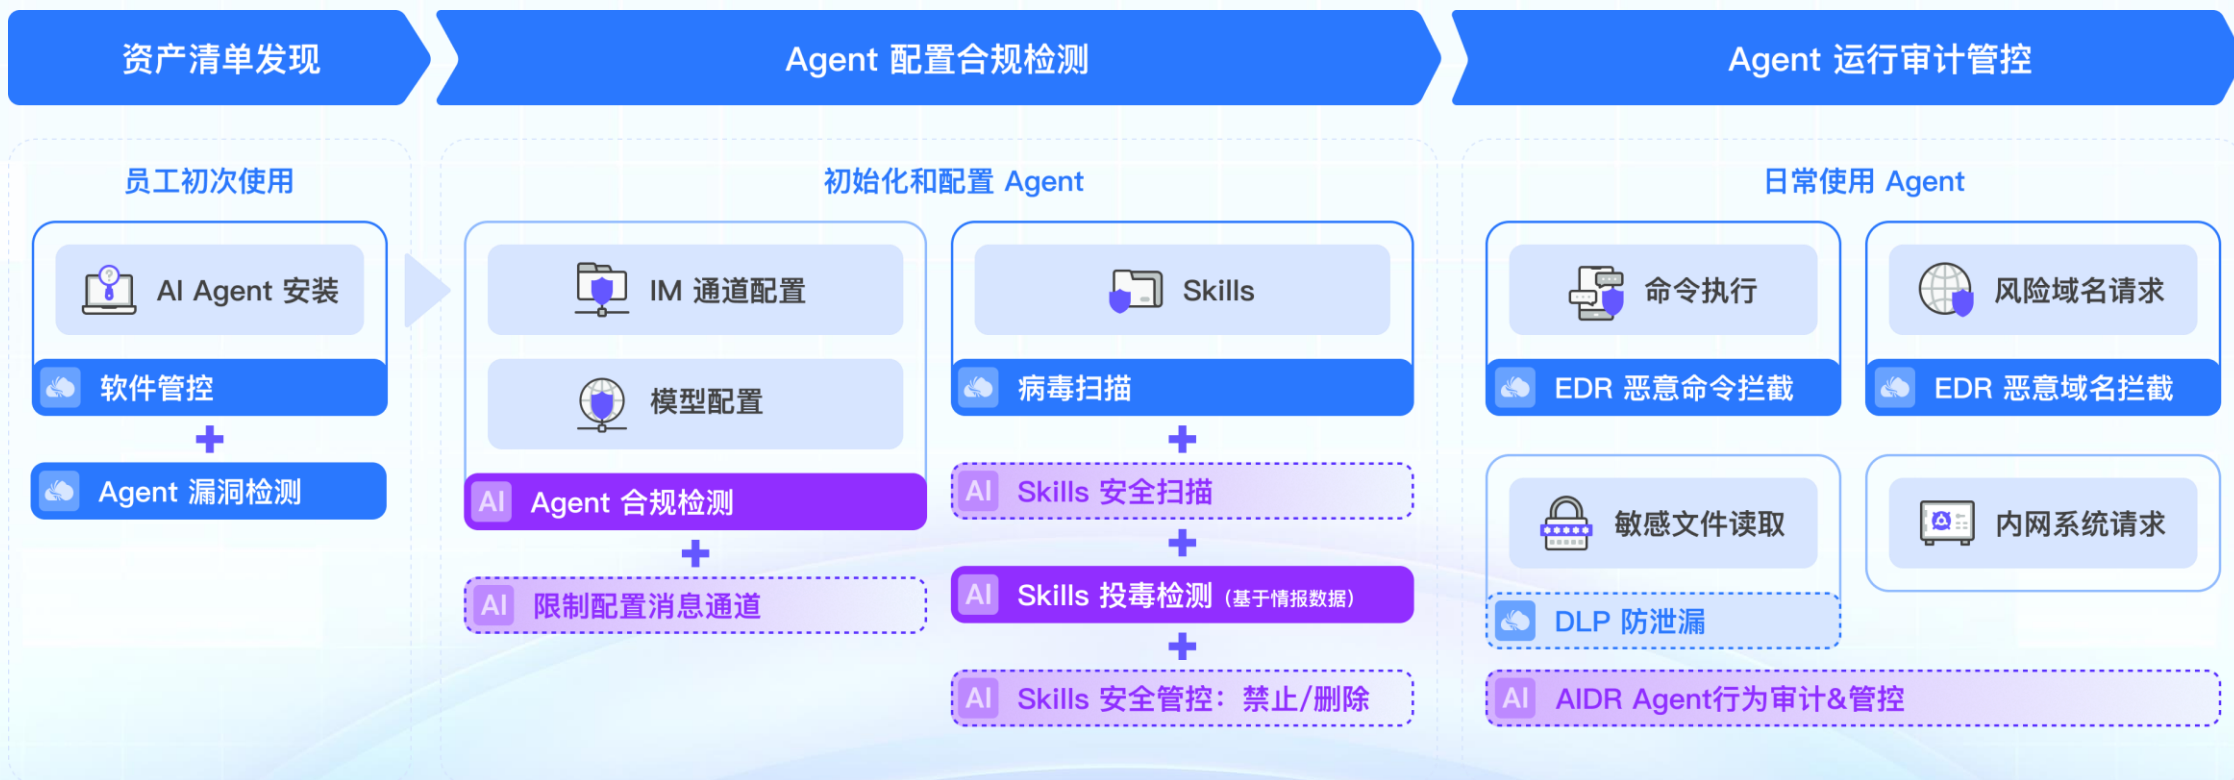 资产清单发现
Agent 配置合规检测
Agent 运行审计管控
员工初次使用
AI Agent 安装
软件管控
Agent 漏洞检测
初始化和配置 Agent
IM 通道配置
模型配置
AI Agent 合规检测
AI 限制配置消息通道
Skills
病毒扫描
AI Skills 安全扫描
AI Skills 投毒检测（基于情报数据）
AI Skills 安全管控：禁止/删除
日常使用 Agent
命令执行
EDR 恶意命令拦截
风险域名请求
EDR 恶意域名拦截
敏感文件读取
DLP 防泄漏
内网系统请求
AI AIDR Agent行为审计&管控